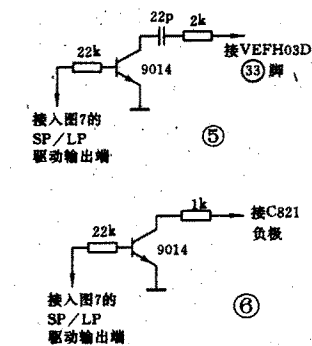 22p
2k
接VEFH03D
㉝脚
22k
9014
接入图7的
SP/LP
驱动输出端
⑤
1k
接C821
负极
22k
9014
接入图7的
SP/LP
驱动输出端
⑥